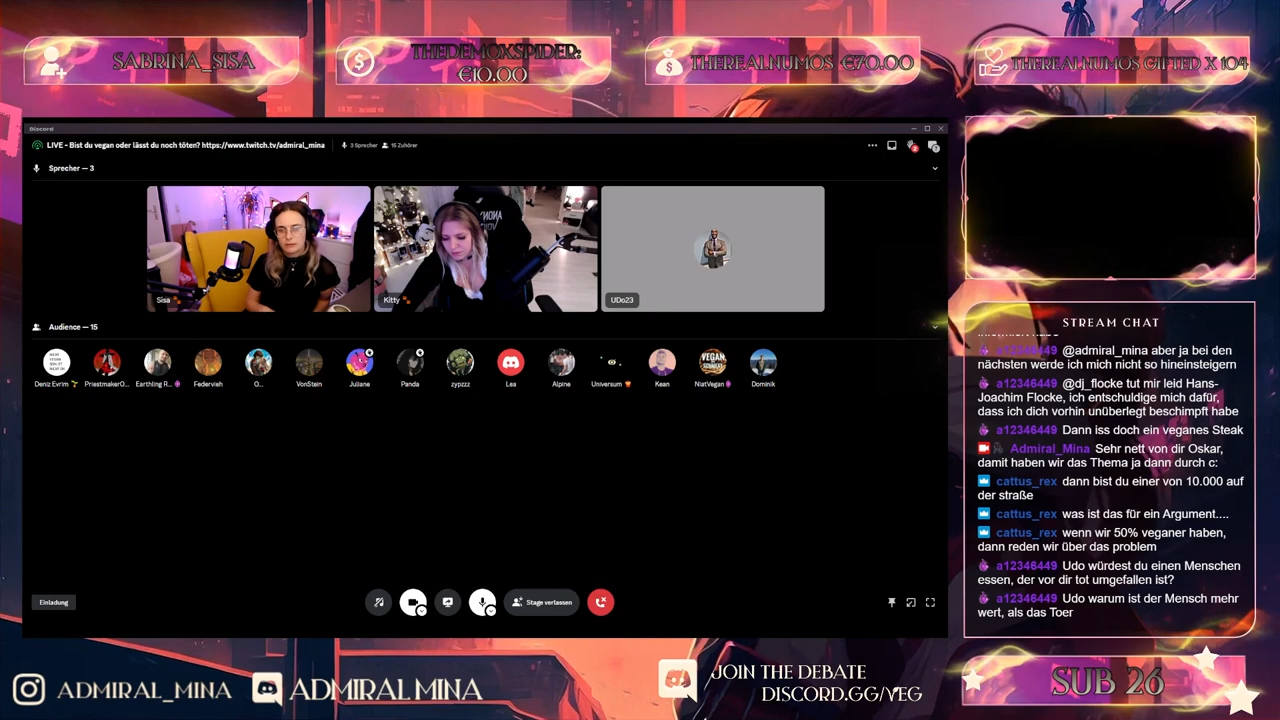 SABRINA_SISA
THEDEMOXSPIDER:
€10.00
THEREALNUMOS €70.00
THEREALNUMOS GIFTED X 104
Discord
LIVE - Bist du vegan oder lässt du noch töten? https://www.twitch.tv/admiral_mina
3 Sprecher
15 Zuhörer
Sprecher — 3
Sisa
Kitty
UDo23
Audience — 15
Deniz Evrim
PriestmakerO...
Earthling R...
Federvieh
O...
VonStein
Juliane
Panda
zypzzz
Lea
Alpine
Universum
Kean
NiatVegan
Dominik
Einladung
Stage verlassen
STREAM CHAT
a12346449 @admiral_mina aber ja bei den
nächsten werde ich mich nicht so hineinsteigern
a12346449 @dj_flocke tut mir leid Hans-
Joachim Flocke, ich entschuldige mich dafür,
dass ich dich vorhin unüberlegt beschimpft habe
a12346449 Dann iss doch ein veganes Steak
Admiral_Mina Sehr nett von dir Oskar,
damit haben wir das Thema ja dann durch c:
cattus_rex dann bist du einer von 10.000 auf
der straße
cattus_rex was ist das für ein Argument....
cattus_rex wenn wir 50% veganer haben,
dann reden wir über das problem
a12346449 Udo würdest du einen Menschen
essen, der vor dir tot umgefallen ist?
a12346449 Udo warum ist der Mensch mehr
wert, als das Toer
ADMIRAL_MINA
ADMIRAL MINA
JOIN THE DEBATE
DISCORD.GG/VEG
SUB 26